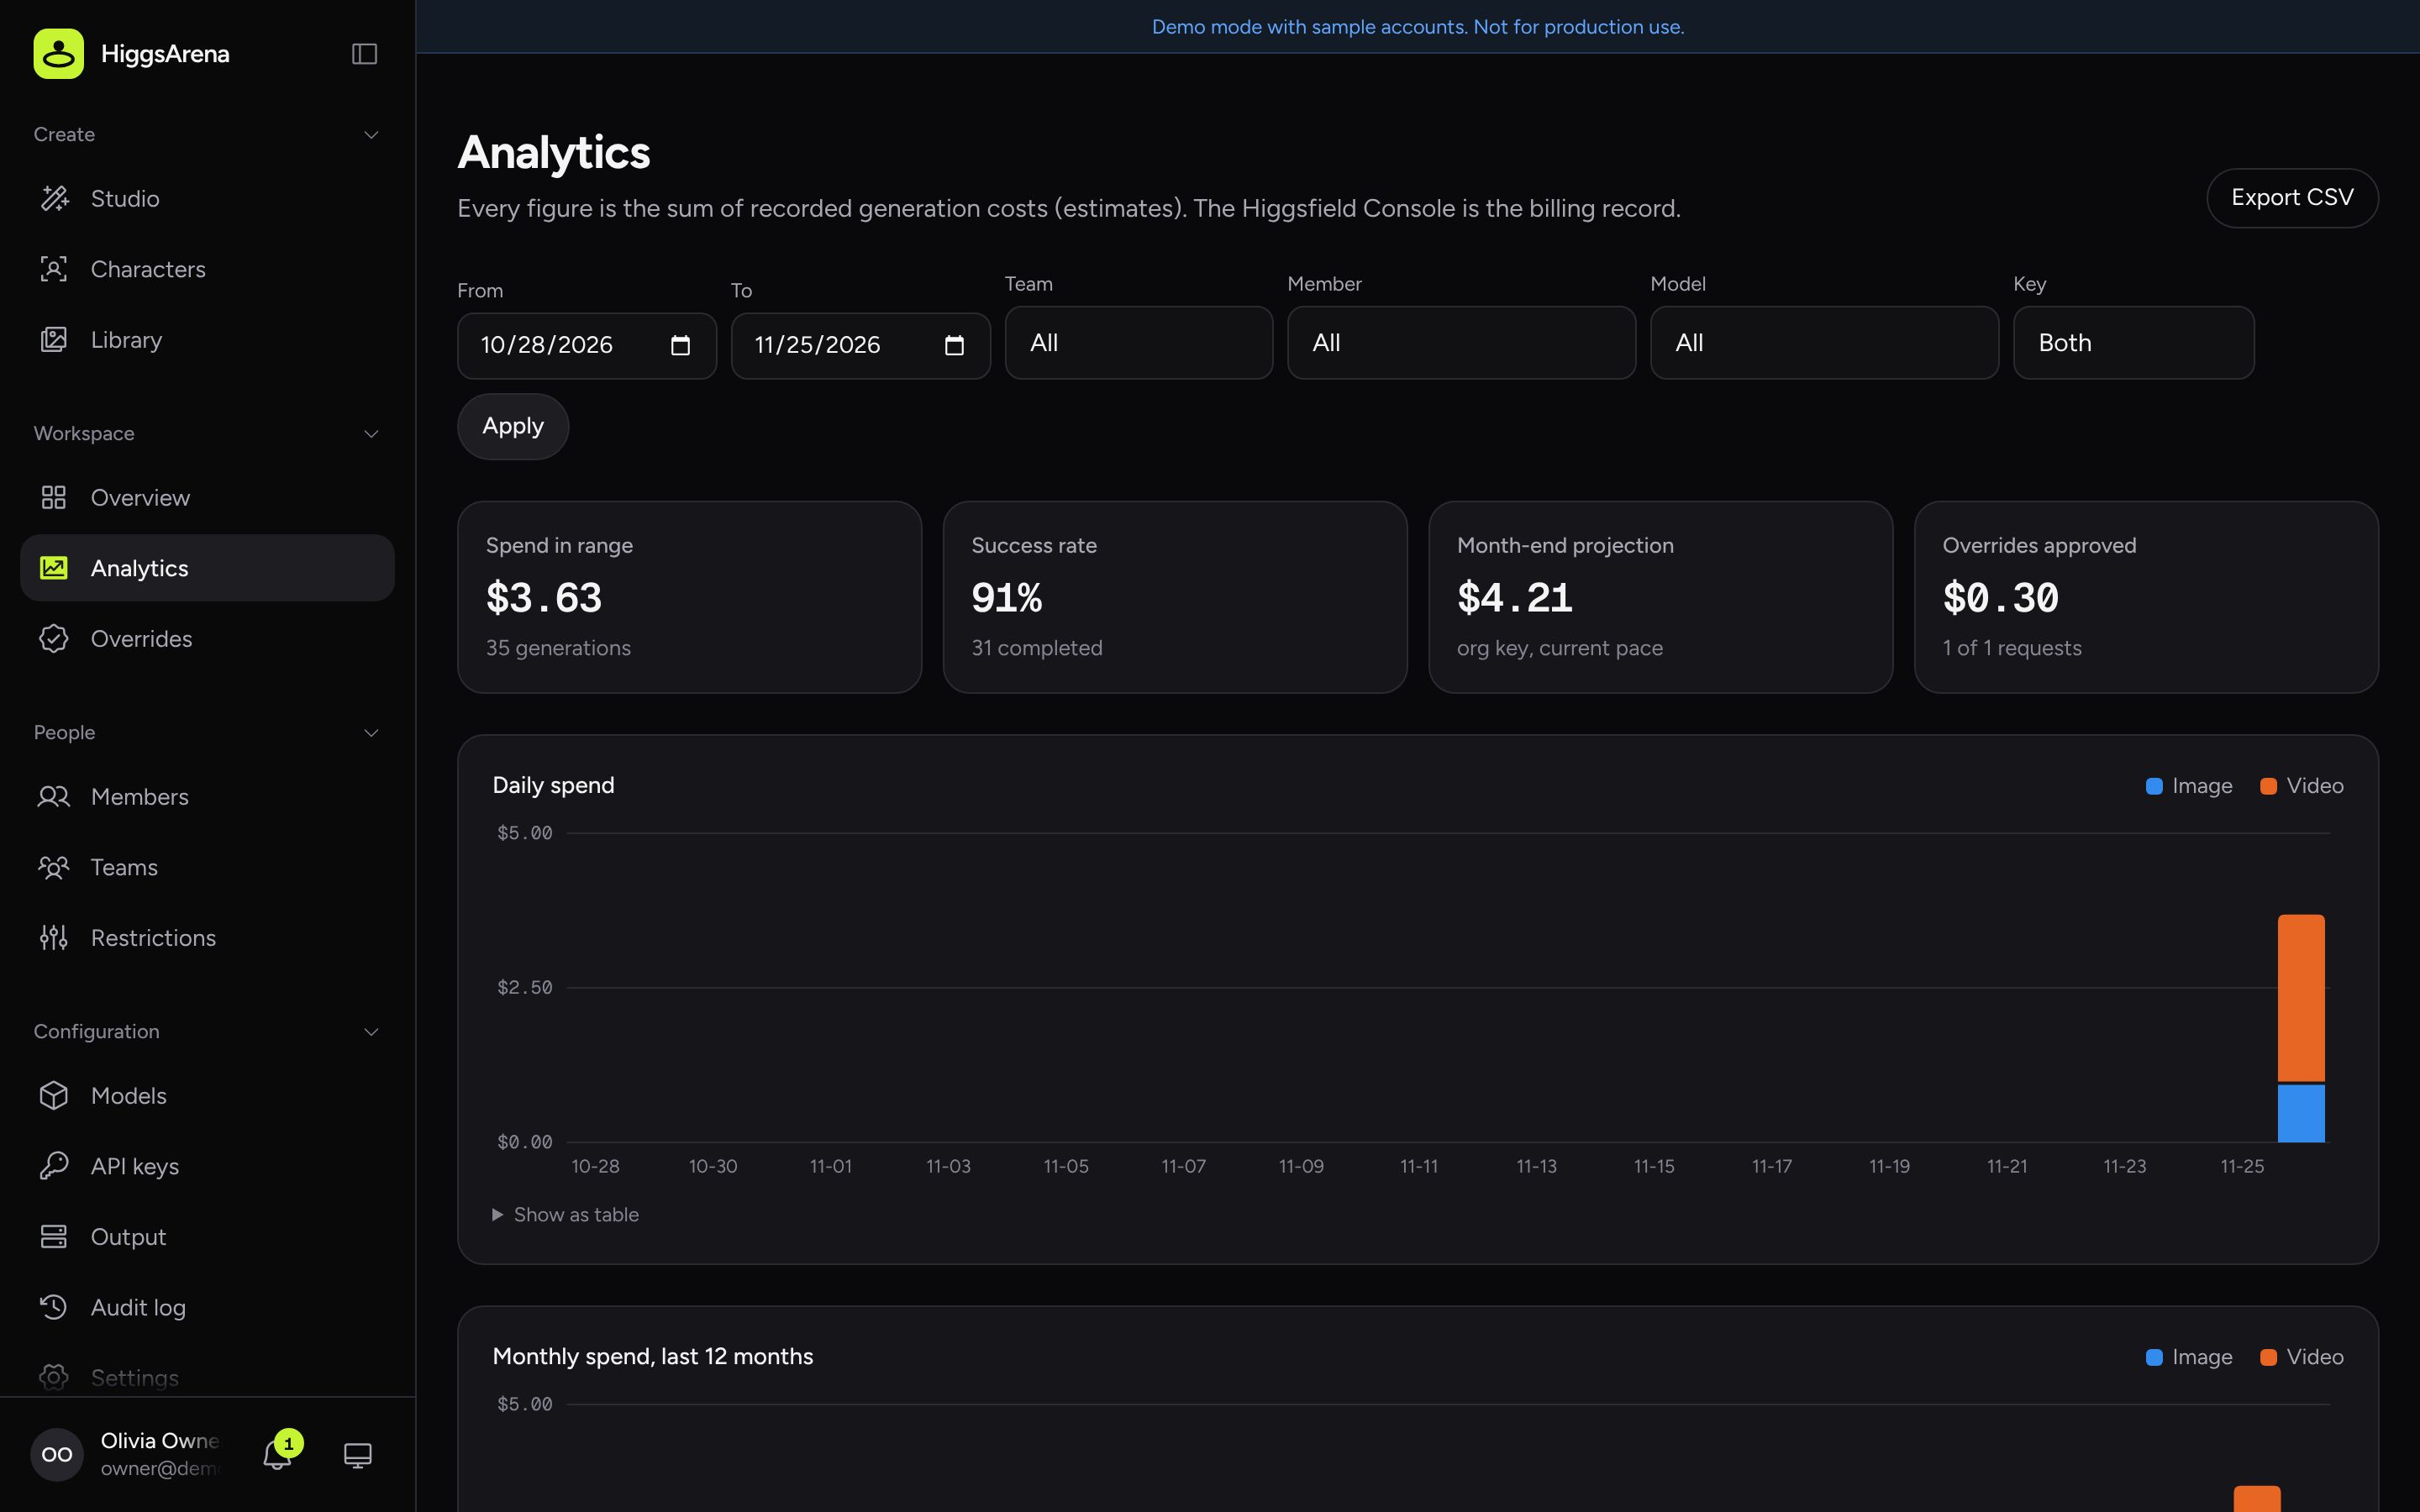 HiggsArena
Create
Studio
Characters
Library
Workspace
Overview
Analytics
Overrides
People
Members
Teams
Restrictions
Configuration
Models
API keys
Output
Audit log
Settings
OO
Olivia Owne
owner@dem
1
Demo mode with sample accounts. Not for production use.
Analytics
Every figure is the sum of recorded generation costs (estimates). The Higgsfield Console is the billing record.
Export CSV
From
To
Team
Member
Model
Key
10/28/2026
11/25/2026
All
All
All
Both
Apply
Spend in range
$3.63
35 generations
Success rate
91%
31 completed
Month-end projection
$4.21
org key, current pace
Overrides approved
$0.30
1 of 1 requests
Daily spend
Image
Video
$5.00
$2.50
$0.00
10-28 10-30 11-01 11-03 11-05 11-07 11-09 11-11 11-13 11-15 11-17 11-19 11-21 11-23 11-25
Show as table
Monthly spend, last 12 months
Image
Video
$5.00